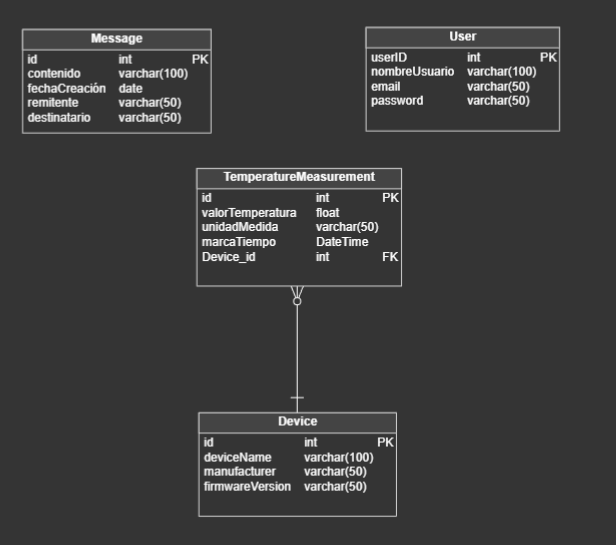 Message
id int PK
contenido varchar(100)
fechaCreación date
remitente varchar(50)
destinatario varchar(50)
User
userID int PK
nombreUsuario varchar(100)
email varchar(50)
password varchar(50)
TemperatureMeasurement
id int PK
valorTemperatura float
unidadMedida varchar(50)
marcaTiempo DateTime
Device_id int FK
Device
id int PK
deviceName varchar(100)
manufacturer varchar(50)
firmwareVersion varchar(50)